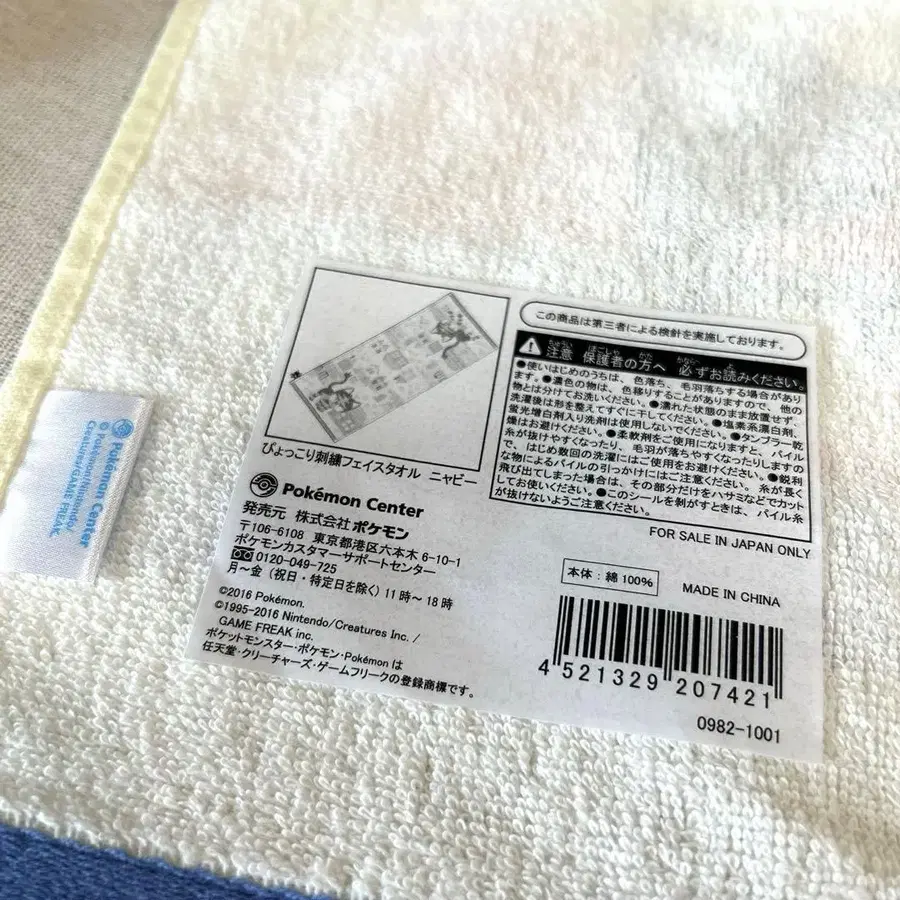 Pokémon Center
© Pokémon/Nintendo
Creatures/GAME FREAK
ぴょっこり刺繍フェイスタオル ニャビー
Pokémon Center
発売元 株式会社ポケモン
〒106-6108 東京都港区六本木6-10-1
ポケモンカスタマーサポートセンター
0120-049-725
月～金（祝日・特定日を除く）11時～18時
©2016 Pokémon.
©1995-2016 Nintendo/Creatures Inc. /
GAME FREAK inc.
ポケットモンスター・ポケモン・Pokémonは
任天堂・クリーチャーズ・ゲームフリークの登録商標です。
この商品は第三者による検針を実施しております。
注意 保護者の方へ 必ずお読みください。
●使いはじめのうちは、色落ち、毛羽落ちする場合があり
ます。●濃色の物は、色移りすることがありますので、他の
物とは分けてお洗いください。●濡れた状態のまま放置せず、
洗濯後は形を整えてすぐに干してください。●塩素系漂白剤、
蛍光増白剤入り洗剤は使用しないでください。●タンブラー乾
燥はお避けください。●柔軟剤をご使用になりますと、パイル
糸が抜けやすくなったり、毛羽が落ちやすくなったりしますの
で、はじめ数回の洗濯にはご使用をお避けください。●鋭利
な物によるパイルの引っかけにはご注意ください。糸が長く
飛び出てしまった場合は、その部分だけをハサミなどでカット
してお使いください。●このシールを剥がすときは、パイル糸
が抜けないようご注意ください。
FOR SALE IN JAPAN ONLY
本体：綿 100%
MADE IN CHINA
4 521329 207421
0982-1001